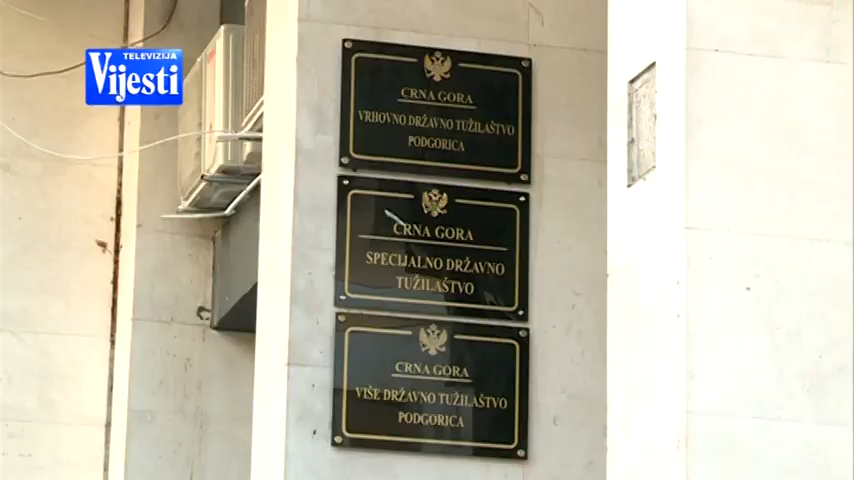 TELEVIZIJA
Vijesti
CRNA GORA
VRHOVNO DRŽAVNO TUŽILAŠTVO
PODGORICA
CRNA GORA
SPECIJALNO DRŽAVNO
TUŽILAŠTVO
CRNA GORA
VIŠE DRŽAVNO TUŽILAŠTVO
PODGORICA